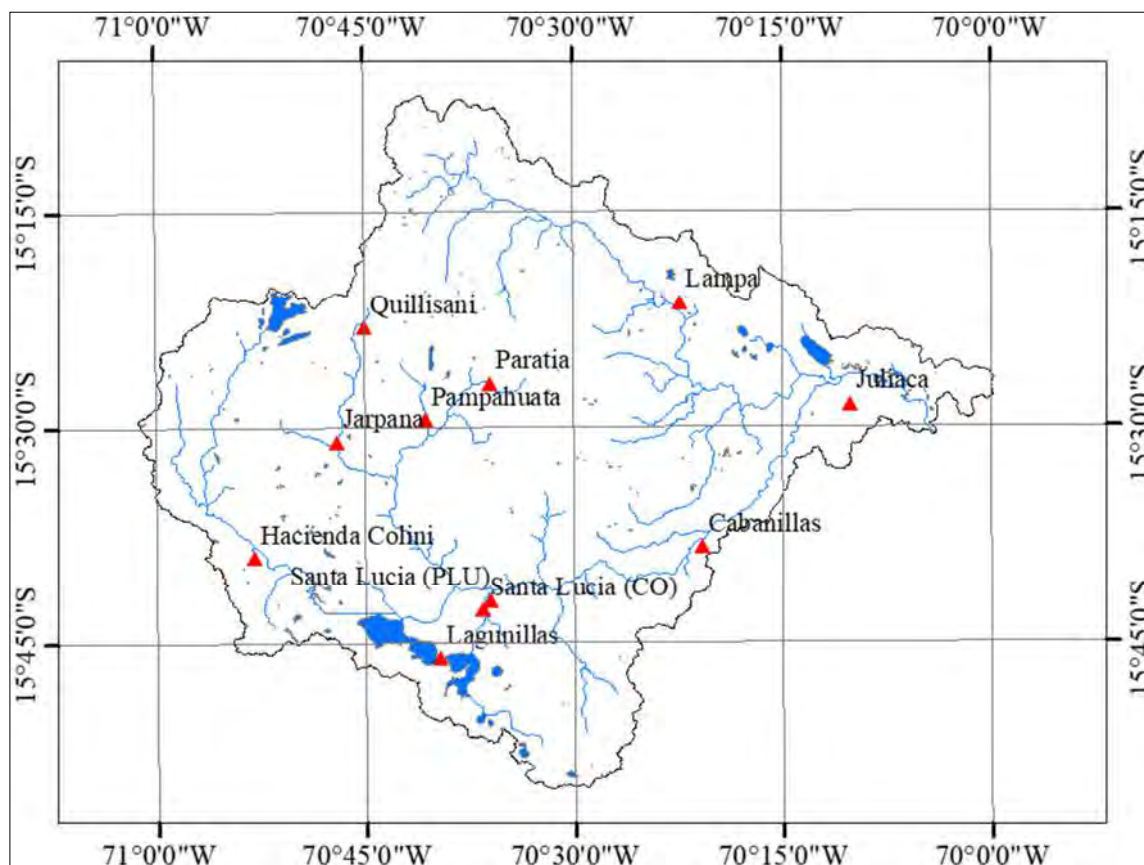 71°0'0"W 70°45'0"W 70°30'0"W 70°15'0"W 70°0'0"W
15°15'0"S 15°15'0"S
Lampa
Quillisani
Paratia
Juliaca
Pampahuata
Jarpana
15°30'0"S 15°30'0"S
Cabanillas
Hacienda Colini
Santa Lucia (PLU) Santa Lucia (CO)
Lagunillas
15°45'0"S 15°45'0"S
71°0'0"W 70°45'0"W 70°30'0"W 70°15'0"W 70°0'0"W